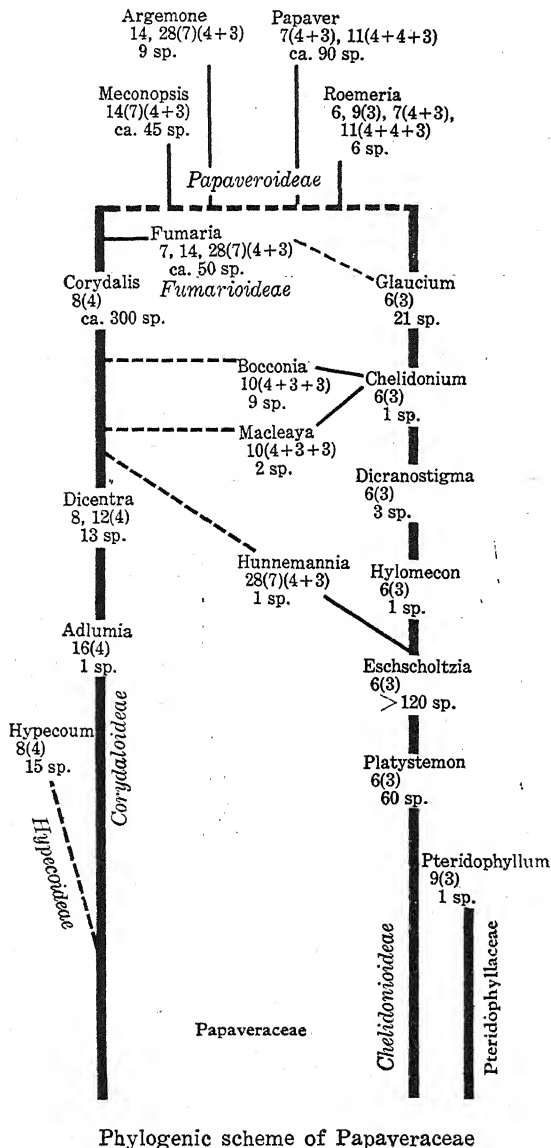 Argemone
14, 28(7)(4+3)
9 sp.
Papaver
7(4+3), 11(4+4+3)
ca. 90 sp.
Meconopsis
14(7)(4+3)
ca. 45 sp.
Roemeria
6, 9(3), 7(4+3),
11(4+4+3)
6 sp.
Papaveroideae
Fumaria
7, 14, 28(7)(4+3)
ca. 50 sp.
Fumarioideae
Corydalis
8(4)
ca. 300 sp.
Glaucium
6(3)
21 sp.
Bocconia
10(4+3+3)
9 sp.
Chelidonium
6(3)
1 sp.
Macleaya
10(4+3+3)
2 sp.
Dicranostigma
6(3)
3 sp.
Dicentra
8, 12(4)
13 sp.
Hunnemannia
28(7)(4+3)
1 sp.
Hylomecon
6(3)
1 sp.
Adlumia
16(4)
1 sp.
Eschscholtzia
6(3)
>120 sp.
Hypecoum
8(4)
15 sp.
Platystemon
6(3)
60 sp.
Corydaloideae
Hypecoideae
Pteridophyllum
9(3)
1 sp.
Chelidonioideae
Pteridophyllaceae
Papaveraceae
Phylogenic scheme of Papaveraceae